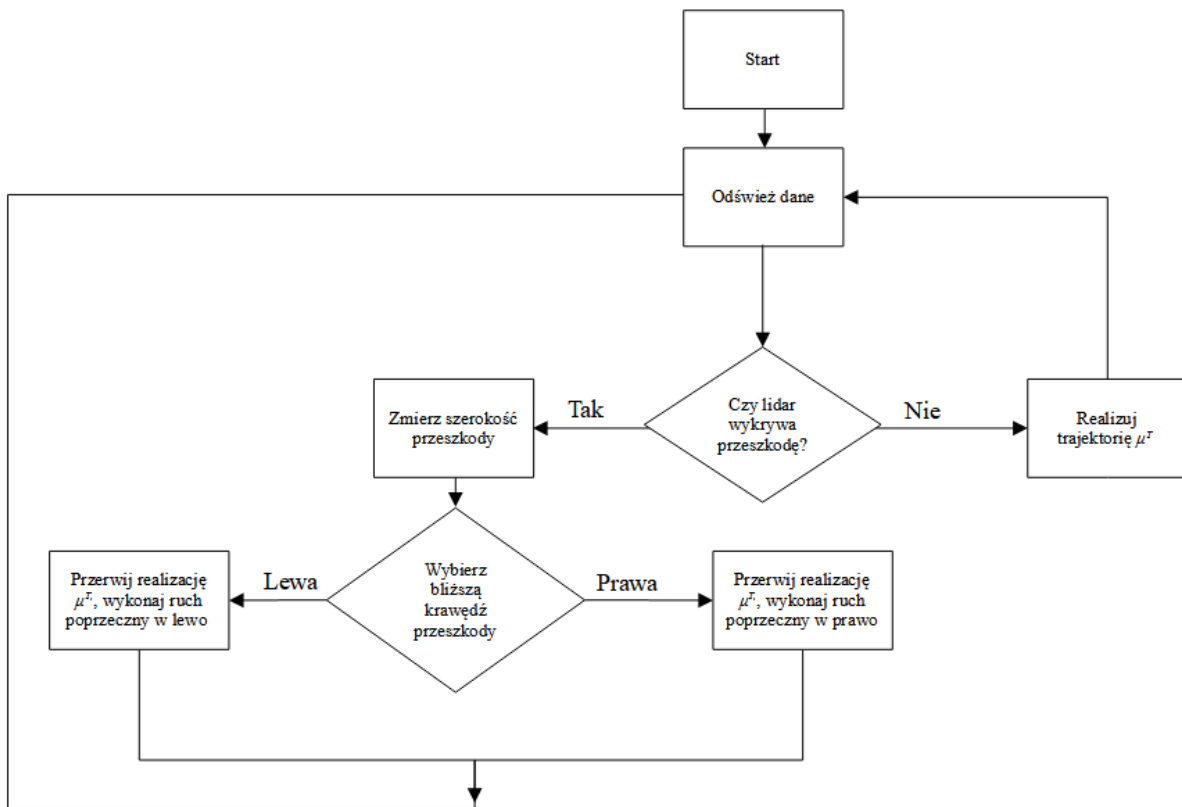 Start
Odśwież dane
Czy lidar
wykrywa
przeszkodę?
Tak
Nie
Zmierz szerokość
przeszkody
Realizuj
trajektorię μᵀ
Wybierz
bliższą
krawędź
przeszkody
Lewa
Prawa
Przerwij realizację
μᵀ, wykonaj ruch
poprzeczny w lewo
Przerwij realizację
μᵀ, wykonaj ruch
poprzeczny w prawo